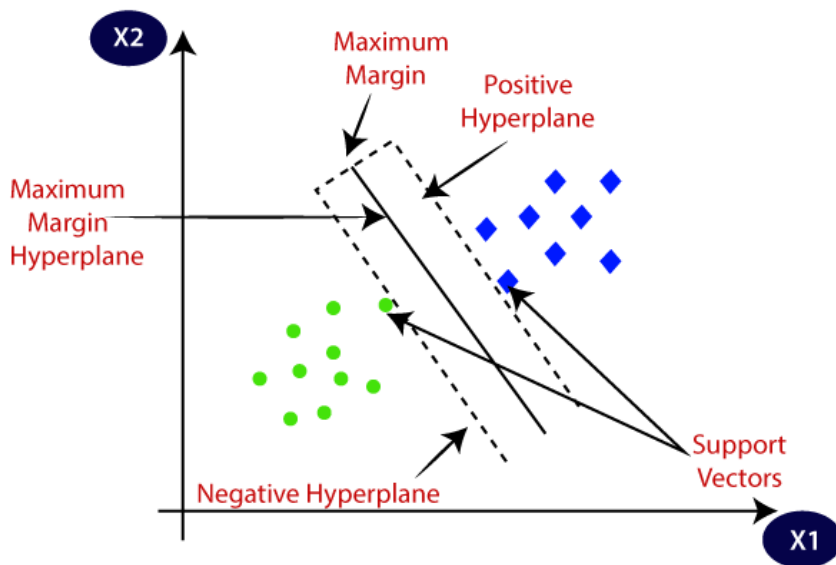 X2
Maximum
Margin
Positive
Hyperplane
Maximum
Margin
Hyperplane
Support
Vectors
Negative Hyperplane
X1